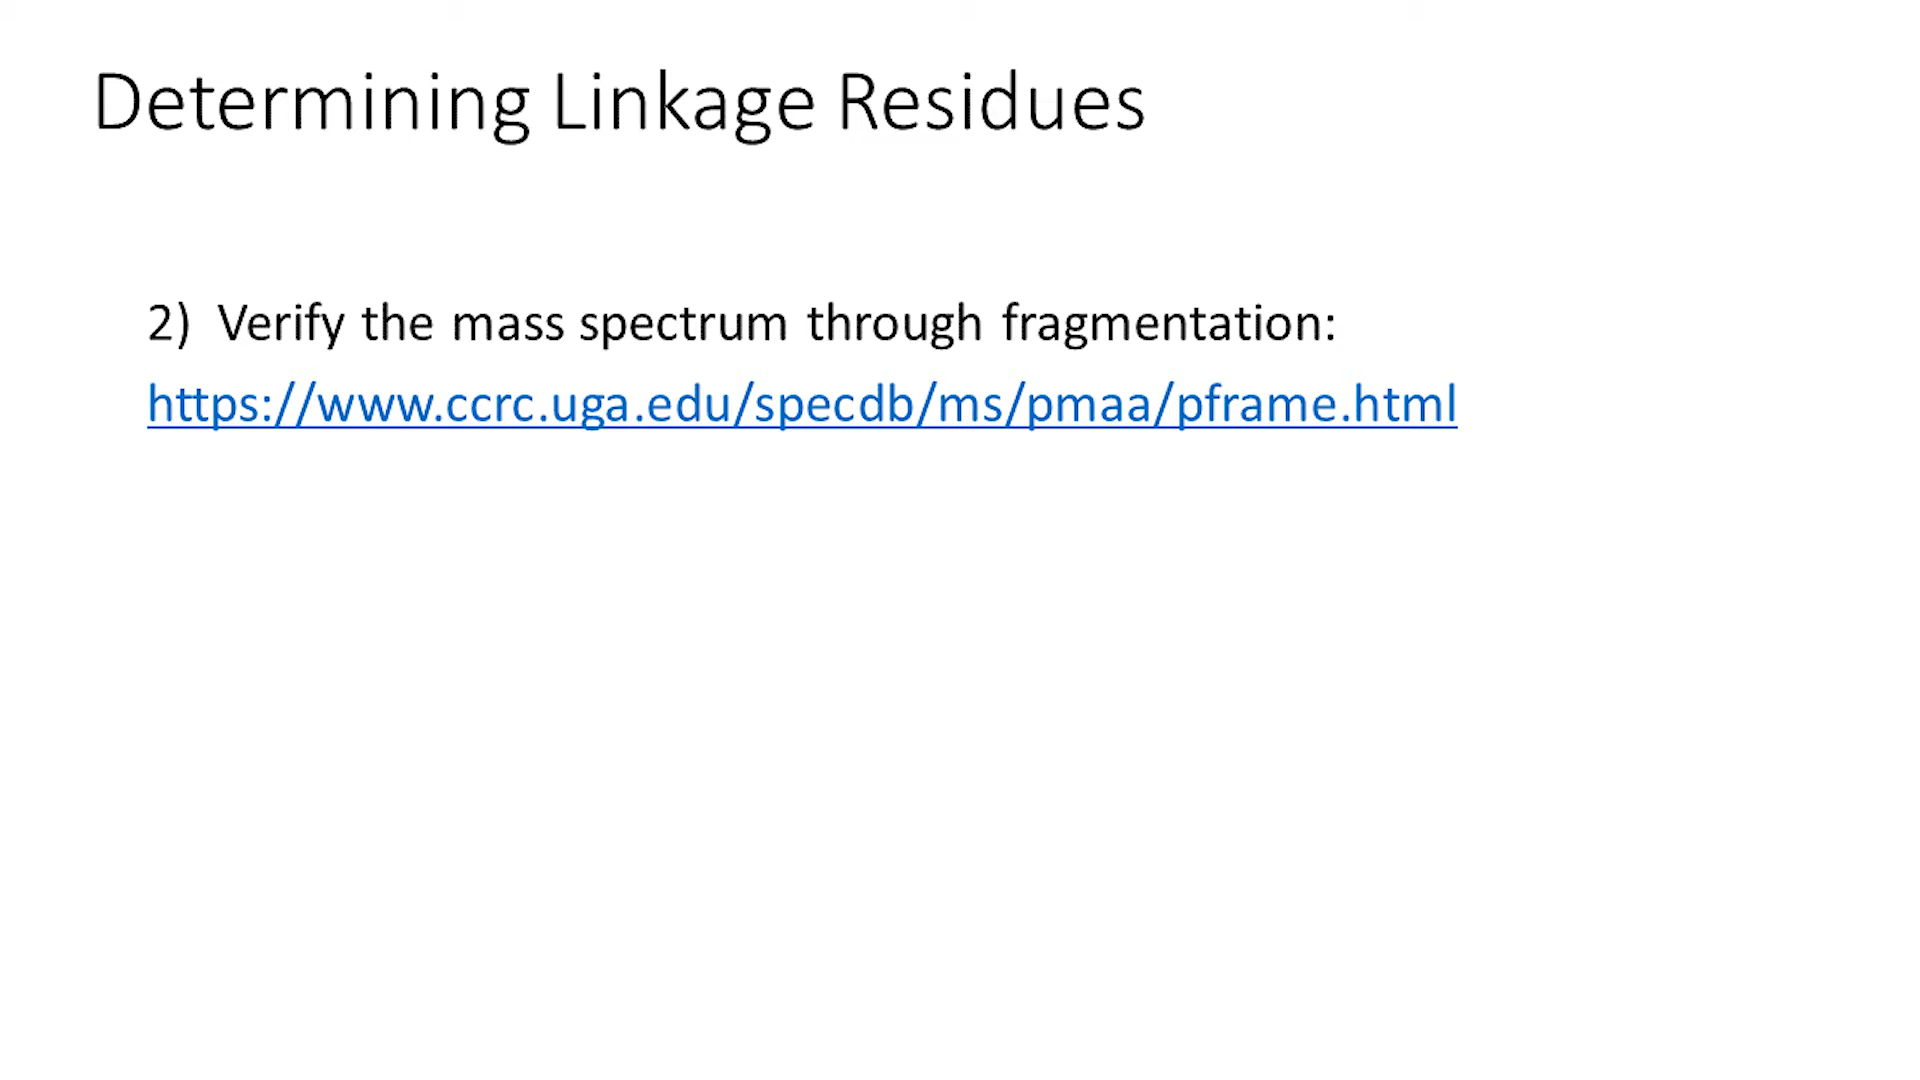 Determining Linkage Residues
2) Verify the mass spectrum through fragmentation:
https://www.ccrc.uga.edu/specdb/ms/pmaa/pframe.html